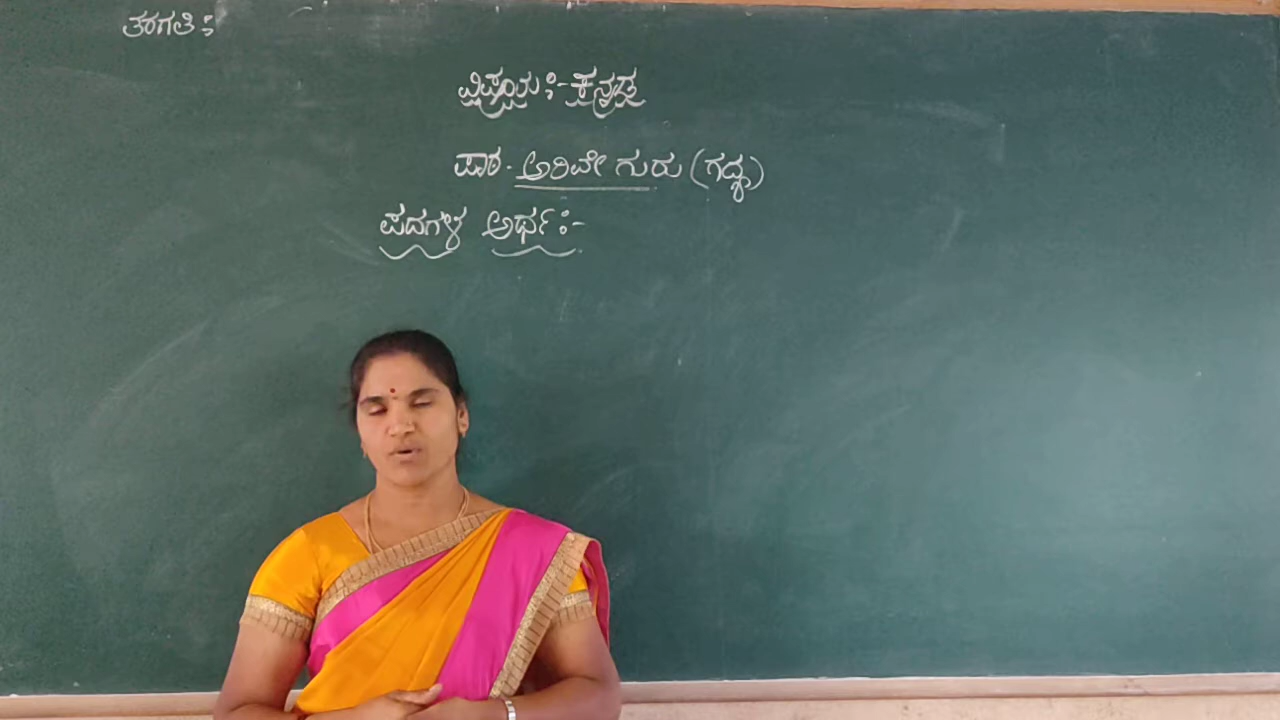 ತರಗತಿ :
ವಿಷಯ :- ಕನ್ನಡ
ಪಾಠ - ಅರಿವೇ ಗುರು (ಗದ್ಯ)
ಪದಗಳ ಅರ್ಥ :-